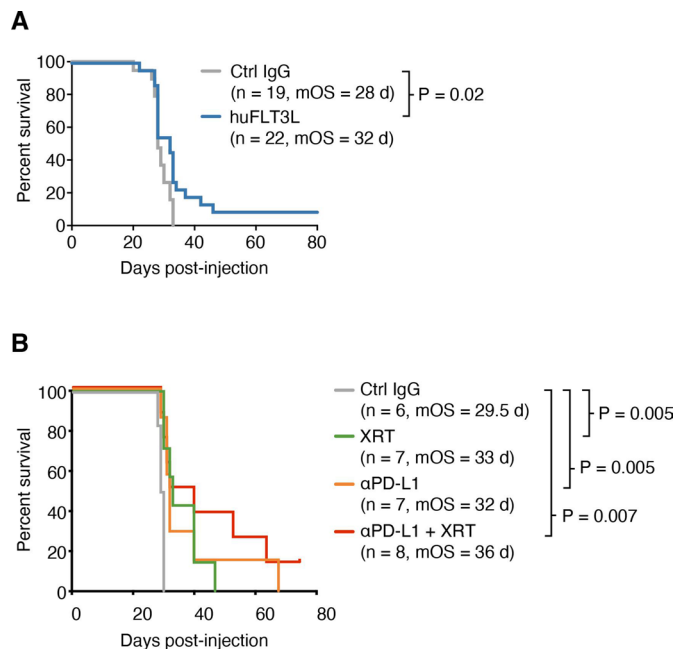 A
Percent survival
100
80
60
40
20
0
0 20 40 60 80
Days post-injection
Ctrl IgG
(n = 19, mOS = 28 d)
huFLT3L
(n = 22, mOS = 32 d)
P = 0.02
B
Percent survival
100
80
60
40
20
0
0 20 40 60 80
Days post-injection
Ctrl IgG
(n = 6, mOS = 29.5 d)
XRT
(n = 7, mOS = 33 d)
αPD-L1
(n = 7, mOS = 32 d)
αPD-L1 + XRT
(n = 8, mOS = 36 d)
P = 0.005
P = 0.005
P = 0.007